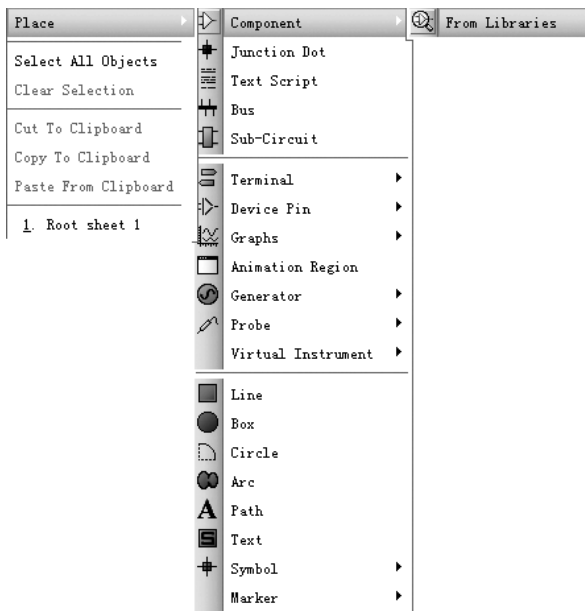 Place
Select All Objects
Clear Selection
Cut To Clipboard
Copy To Clipboard
Paste From Clipboard
1. Root sheet 1
Component
Junction Dot
Text Script
Bus
Sub-Circuit
Terminal
Device Pin
Graphs
Animation Region
Generator
Probe
Virtual Instrument
Line
Box
Circle
Arc
Path
Text
Symbol
Marker
From Libraries